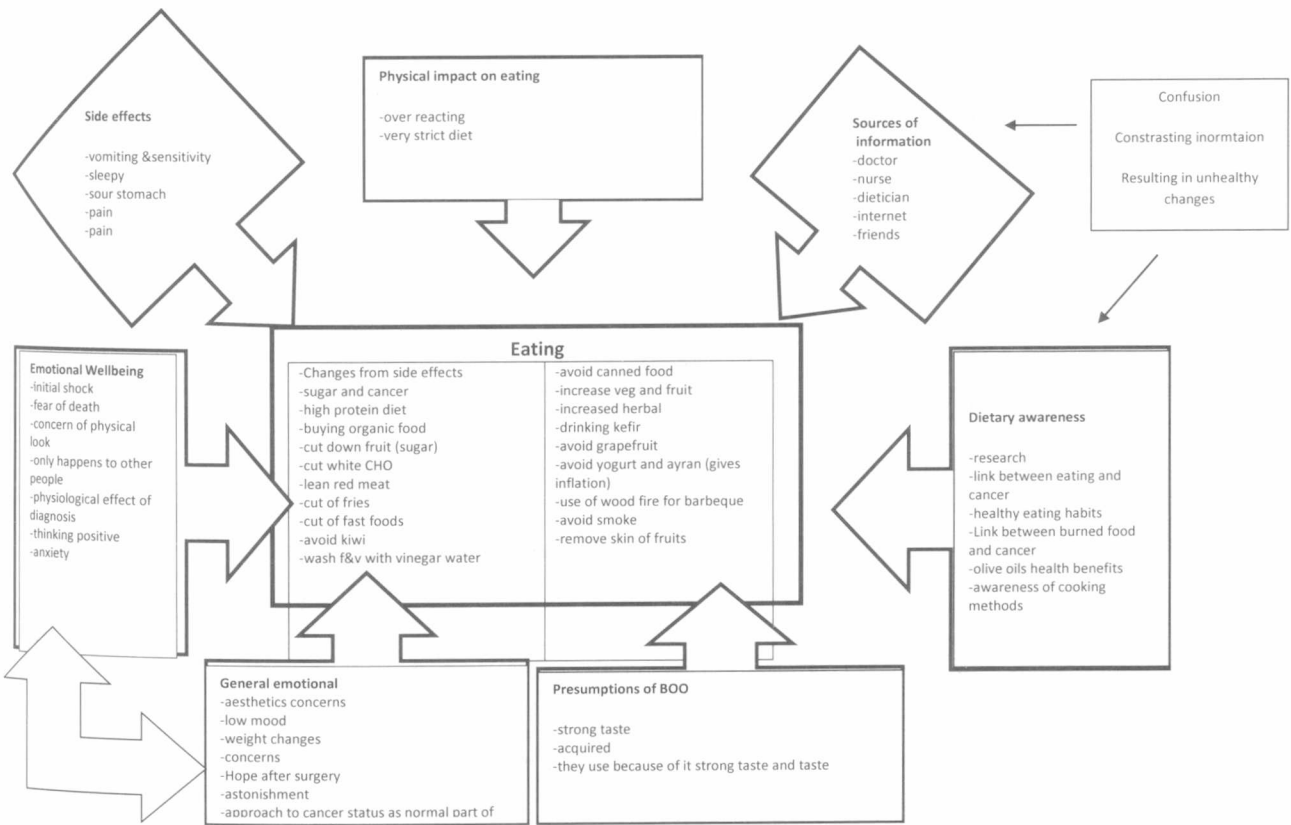 Side effects
-vomiting &sensitivity
-sleepy
-sour stomach
-pain
-pain
Physical impact on eating
-over reacting
-very strict diet
Sources of
information
-doctor
-nurse
-dietician
-internet
-friends
Confusion
Constrasting inormtaion
Resulting in unhealthy
changes
Emotional Wellbeing
-initial shock
-fear of death
-concern of physical
look
-only happens to other
people
-physiological effect of
diagnosis
-thinking positive
-anxiety
Eating
-Changes from side effects
-sugar and cancer
-high protein diet
-buying organic food
-cut down fruit (sugar)
-cut white CHO
-lean red meat
-cut of fries
-cut of fast foods
-avoid kiwi
-wash f&v with vinegar water
-avoid canned food
-increase veg and fruit
-increased herbal
-drinking kefir
-avoid grapefruit
-avoid yogurt and ayran (gives
inflation)
-use of wood fire for barbeque
-avoid smoke
-remove skin of fruits
Dietary awareness
-research
-link between eating and
cancer
-healthy eating habits
-Link between burned food
and cancer
-olive oils health benefits
-awareness of cooking
methods
General emotional
-aesthetics concerns
-low mood
-weight changes
-concerns
-Hope after surgery
-astonishment
-approach to cancer status as normal part of
Presumptions of BOO
-strong taste
-acquired
-they use because of it strong taste and taste